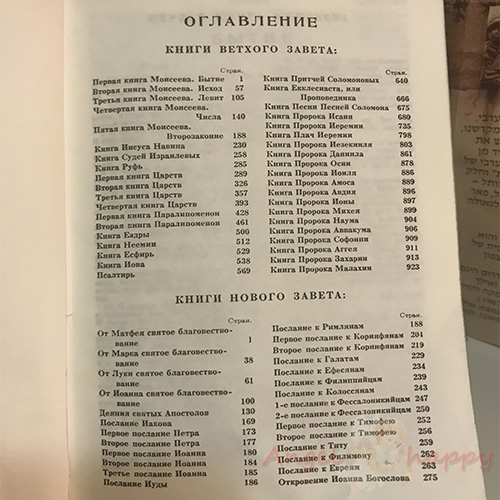 ОГЛАВЛЕНИЕ
КНИГИ ВЕТХОГО ЗАВЕТА:
Стран.
Первая книга Моисеева. Бытие 1
Вторая книга Моисеева. Исход 57
Третья книга Моисеева. Левит 105
Четвертая книга Моисеева.
Числа 140
Пятая книга Моисеева.
Второзаконие 188
Книга Иисуса Навина 230
Книга Судей Израилевых 258
Книга Руфь 285
Первая книга Царств 289
Вторая книга Царств 326
Третья книга Царств 357
Четвертая книга Царств 393
Первая книга Паралипоменон 428
Вторая книга Паралипоменон 461
Книга Ездры 500
Книга Неемии 512
Книга Есфирь 529
Книга Иова 538
Псалтирь 569
Стран.
Книга Притчей Соломоновых 640
Книга Екклесиаста, или
Проповедника 666
Книга Песни Песней Соломона 675
Книга Пророка Исаии 680
Книга Пророка Иеремии 735
Книга Плач Иеремии 798
Книга Пророка Иезекииля 803
Книга Пророка Даниила 861
Книга Пророка Осии 878
Книга Пророка Иоиля 886
Книга Пророка Амоса 889
Книга Пророка Авдия 896
Книга Пророка Ионы 897
Книга Пророка Михея 899
Книга Пророка Наума 904
Книга Пророка Аввакума 906
Книга Пророка Софонии 909
Книга Пророка Аггея 911
Книга Пророка Захарии 913
Книга Пророка Малахии 923
КНИГИ НОВОГО ЗАВЕТА:
Стран.
От Матфея святое благовество-
вание 1
От Марка святое благовество-
вание 38
От Луки святое благовество-
вание 61
От Иоанна святое благовество-
вание 100
Деяния святых Апостолов 130
Послание Иакова 169
Первое послание Петра 173
Второе послание Петра 177
Первое послание Иоанна 180
Второе послание Иоанна 184
Третье послание Иоанна 185
Послание Иуды 186
Стран.
Послание к Римлянам 188
Первое послание к Коринфянам 204
Второе послание к Коринфянам 219
Послание к Галатам 229
Послание к Ефесянам 234
Послание к Филиппийцам 239
Послание к Колоссянам 243
1-е послание к Фессалоникийцам 247
2-е послание к Фессалоникийцам 250
Первое послание к Тимофею 252
Второе послание к Тимофею 256
Послание к Титу 259
Послание к Филимону 262
Послание к Евреям 263
Откровение Иоанна Богослова 275
happy